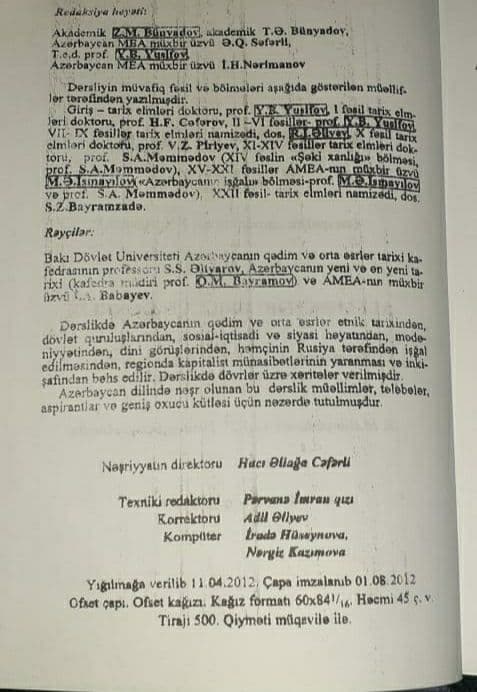 Redaksiya heyəti:
Akademik Z.M. Bünyadov, akademik T.Ə. Bünyadov,
Azərbaycan MEA müxbir üzvü Ə.Q. Səfərli,
T.e.d. prof. Y.B. Yusifov,
Azərbaycan MEA müxbir üzvü İ.H.Nərimanov
Dərsliyin müvafiq fəsil və bölmələri aşağıda göstərilən müəllif-
lər tərəfindən yazılmışdır.
Giriş – tarix elmləri doktoru, prof. Y.B. Yusifov, I fəsil tarix elm-
ləri doktoru, prof. H.F. Cəfərov, II –VI fəsillər- prof. Y.B. Yusifov,
VII- IX fəsillər tarix elmləri namizədi, dos. R.İ.Əliyev, X fəsil tarix
elmləri doktoru, prof. V.Z. Piriyev, XI-XIV fəsillər tarix elmləri dok-
toru, prof. S.A.Məmmədov (XIV fəslin «Şəki xanlığı» bölməsi,
prof. S.A.Məmmədov), XV-XXI fəsillər AMEA-nın müxbir üzvü
M.Ə.İsmayılov («Azərbaycanın işğalı» bölməsi-prof. M.Ə.İsmayılov
və prof. S.A. Məmmədov), XXII fəsil- tarix elmləri namizədi, dos.
S.Z.Bayramzadə.
Rəyçilər:
Bakı Dövlət Universiteti Azərbaycanın qədim və orta əsrlər tarixi ka-
fedrasının professoru S.S. Əliyarov, Azərbaycanın yeni və ən yeni ta-
rixi (kafedra müdiri prof. Q.M. Bayramov) və AMEA-nın müxbir
üzvü Babayev.
Dərslikdə Azərbaycanın qədim və orta əsrlər etnik tarixindən,
dövlət quruluşlarından, sosial-iqtisadi və siyasi həyatından, mədə-
niyyətindən, dini görüşlərindən, həmçinin Rusiya tərəfindən işğal
edilməsindən, regionda kapitalist münasibətlərinin yaranması və inki-
şafından bəhs edilir. Dərslikdə dövrlər üzrə xəritələr verilmişdir.
Azərbaycan dilində nəşr olunan bu dərslik müəllimlər, tələbələr,
aspirantlar və geniş oxucu kütləsi üçün nəzərdə tutulmuşdur.
Nəşriyyatın direktoru Hacı Əliağa Cəfərli
Texniki redaktoru Pərvanə İmran qızı
Korrektoru Adil Əliyev
Kompüter İradə Hüseynova,
Nərgiz Kazımova
Yığılmağa verilib 11.04.2012, Çapa imzalanıb 01.08.2012
Ofset çapı. Ofset kağızı. Kağız formatı 60x84 1/16. Həcmi 45 ç. v.
Tirajı 500. Qiyməti müqavilə ilə.